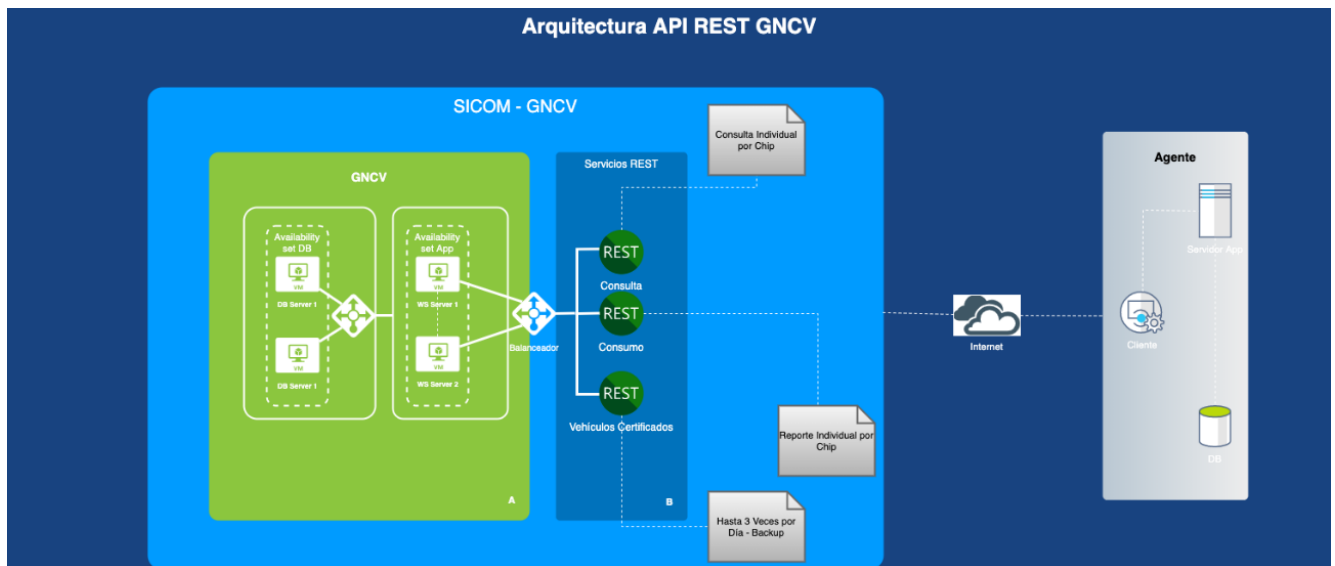 Arquitectura API REST GNCV
SICOM - GNCV
GNCV
Availability
set DB
VM
DB Server 1
VM
DB Server 1
Availability
set App
VM
WS Server 1
VM
WS Server 2
A
Balanceador
Servicios REST
REST
Consulta
REST
Consumo
REST
Vehículos Certificados
B
Consulta Individual
por Chip
Reporte Individual por
Chip
Hasta 3 Veces por
Día - Backup
Internet
Agente
Servidor App
Cliente
DB